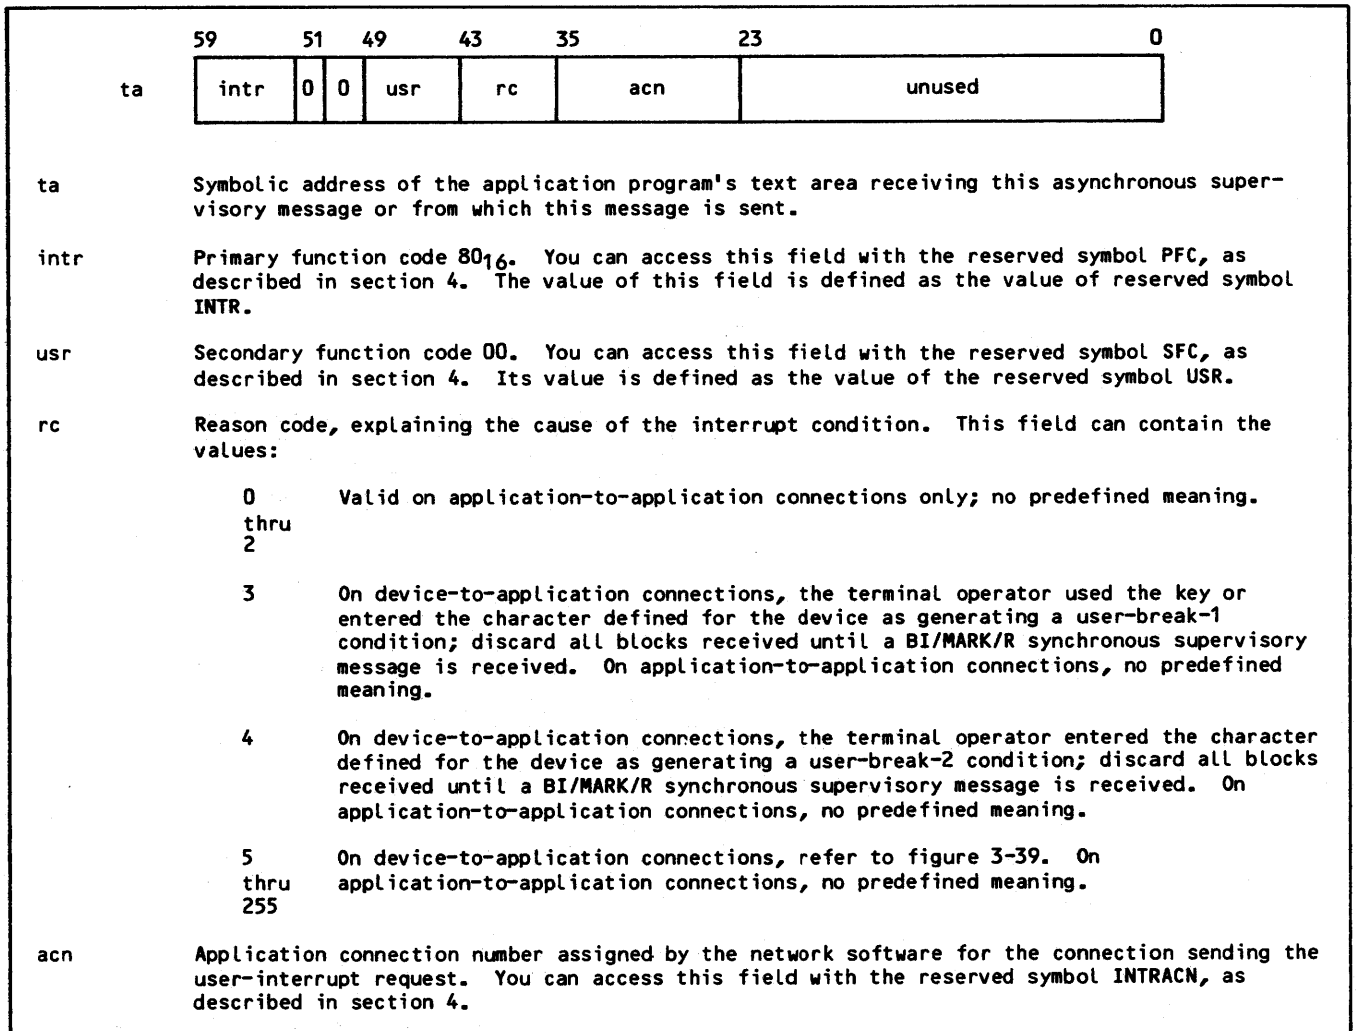 59 51 49 43 35 23 0
ta intr 0 0 usr rc acn unused
ta Symbolic address of the application program's text area receiving this asynchronous super-
visory message or from which this message is sent.
intr Primary function code 80₁₆. You can access this field with the reserved symbol PFC, as
described in section 4. The value of this field is defined as the value of reserved symbol
INTR.
usr Secondary function code 00. You can access this field with the reserved symbol SFC, as
described in section 4. Its value is defined as the value of the reserved symbol USR.
rc Reason code, explaining the cause of the interrupt condition. This field can contain the
values:
0 Valid on application-to-application connections only; no predefined meaning.
thru
2
3 On device-to-application connections, the terminal operator used the key or
entered the character defined for the device as generating a user-break-1
condition; discard all blocks received until a BI/MARK/R synchronous supervisory
message is received. On application-to-application connections, no predefined
meaning.
4 On device-to-application connections, the terminal operator entered the character
defined for the device as generating a user-break-2 condition; discard all blocks
received until a BI/MARK/R synchronous supervisory message is received. On
application-to-application connections, no predefined meaning.
5 On device-to-application connections, refer to figure 3-39. On
thru application-to-application connections, no predefined meaning.
255
acn Application connection number assigned by the network software for the connection sending the
user-interrupt request. You can access this field with the reserved symbol INTRACN, as
described in section 4.